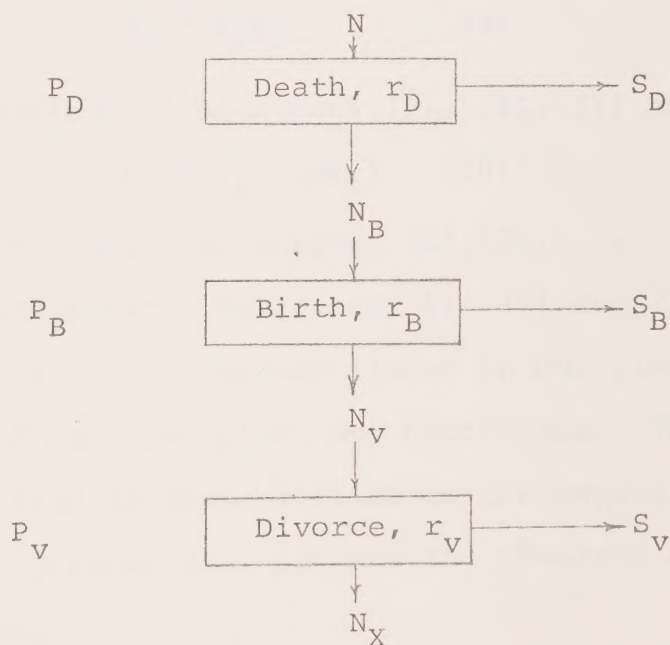 N
P_D Death, r_D S_D
N_B
P_B Birth, r_B S_B
N_v
P_v Divorce, r_v S_v
N_X